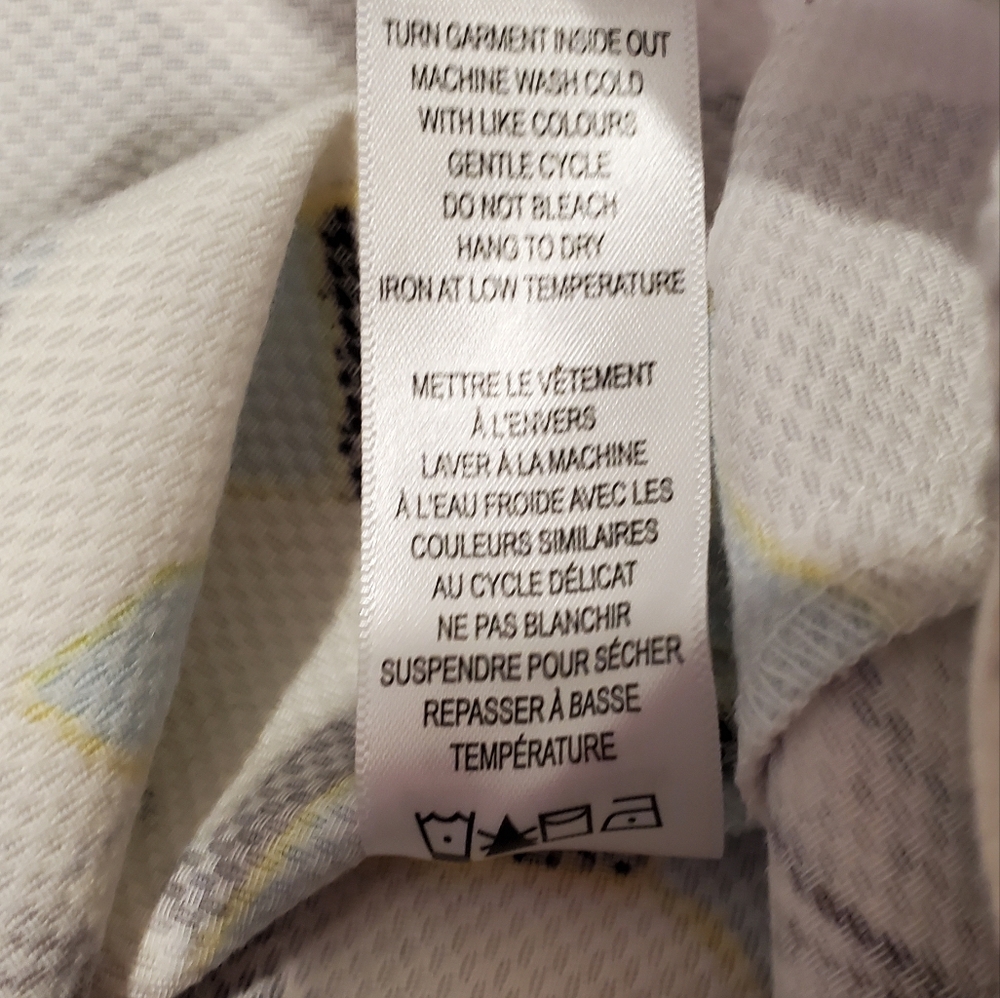 TURN GARMENT INSIDE OUT
MACHINE WASH COLD
WITH LIKE COLOURS
GENTLE CYCLE
DO NOT BLEACH
HANG TO DRY
IRON AT LOW TEMPERATURE
METTRE LE VÊTEMENT
À L'ENVERS
LAVER À LA MACHINE
À L'EAU FROIDE AVEC LES
COULEURS SIMILAIRES
AU CYCLE DÉLICAT
NE PAS BLANCHIR
SUSPENDRE POUR SÉCHER
REPASSER À BASSE
TEMPÉRATURE